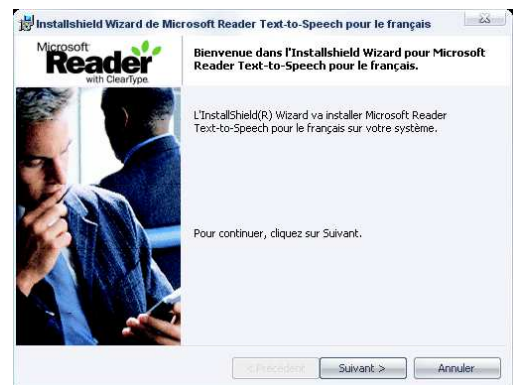 Installshield Wizard de Microsoft Reader Text-to-Speech pour le français
Microsoft
Reader
with ClearType
Bienvenue dans l'Installshield Wizard pour Microsoft
Reader Text-to-Speech pour le français.
L'InstallShield(R) Wizard va installer Microsoft Reader
Text-to-Speech pour le français sur votre système.
Pour continuer, cliquez sur Suivant.
< Précédent Suivant > Annuler